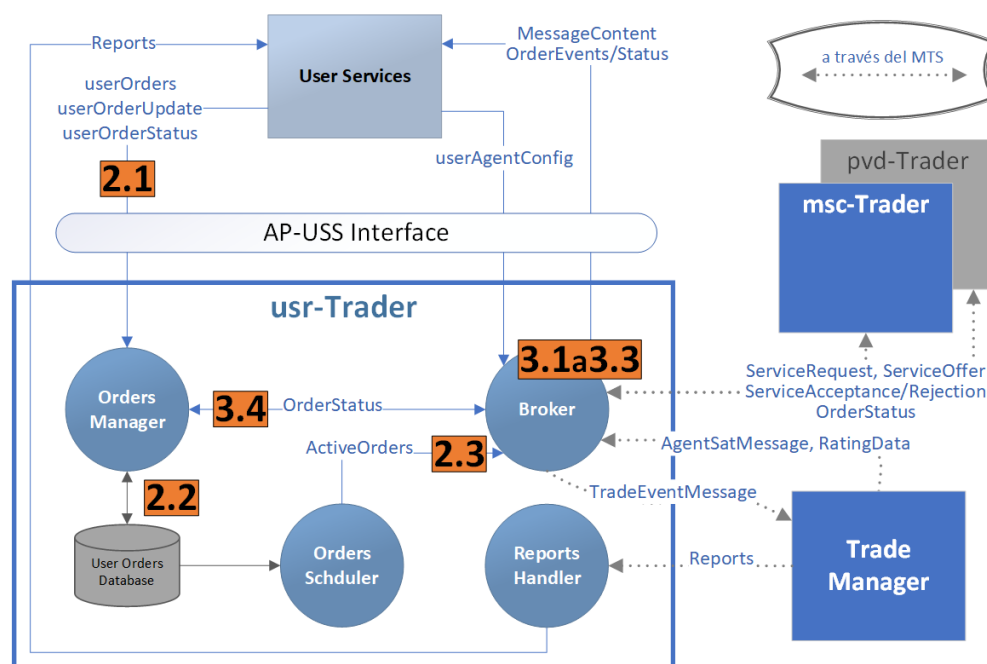 Reports
User Services
MessageContent
OrderEvents/Status
a través del MTS
userOrders
userOrderUpdate
userOrderStatus
userAgentConfig
2.1
pvd-Trader
msc-Trader
AP-USS Interface
usr-Trader
3.1a3.3
Orders
Manager
3.4
OrderStatus
Broker
ServiceRequest, ServiceOffer
ServiceAcceptance/Rejection
OrderStatus
ActiveOrders
2.3
AgentSatMessage, RatingData
2.2
TradeEventMessage
User Orders
Database
Orders
Schduler
Reports
Handler
Reports
Trade
Manager